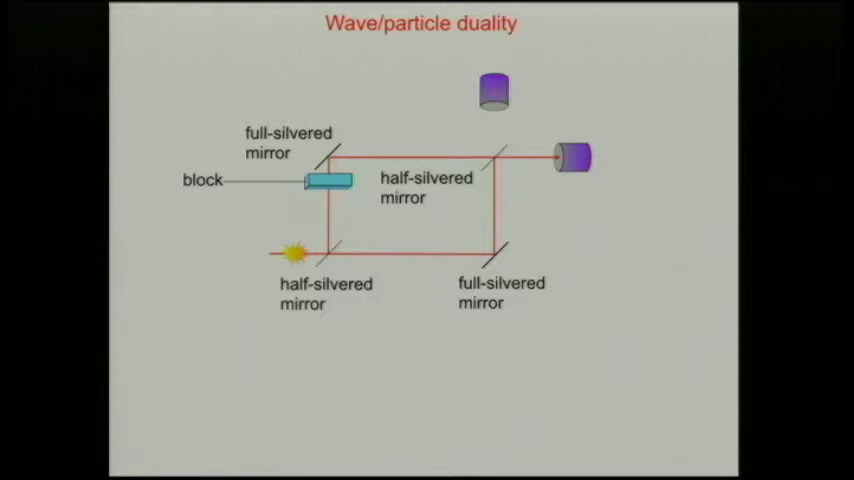 Wave/particle duality
full-silvered
mirror
block
half-silvered
mirror
half-silvered
mirror
full-silvered
mirror